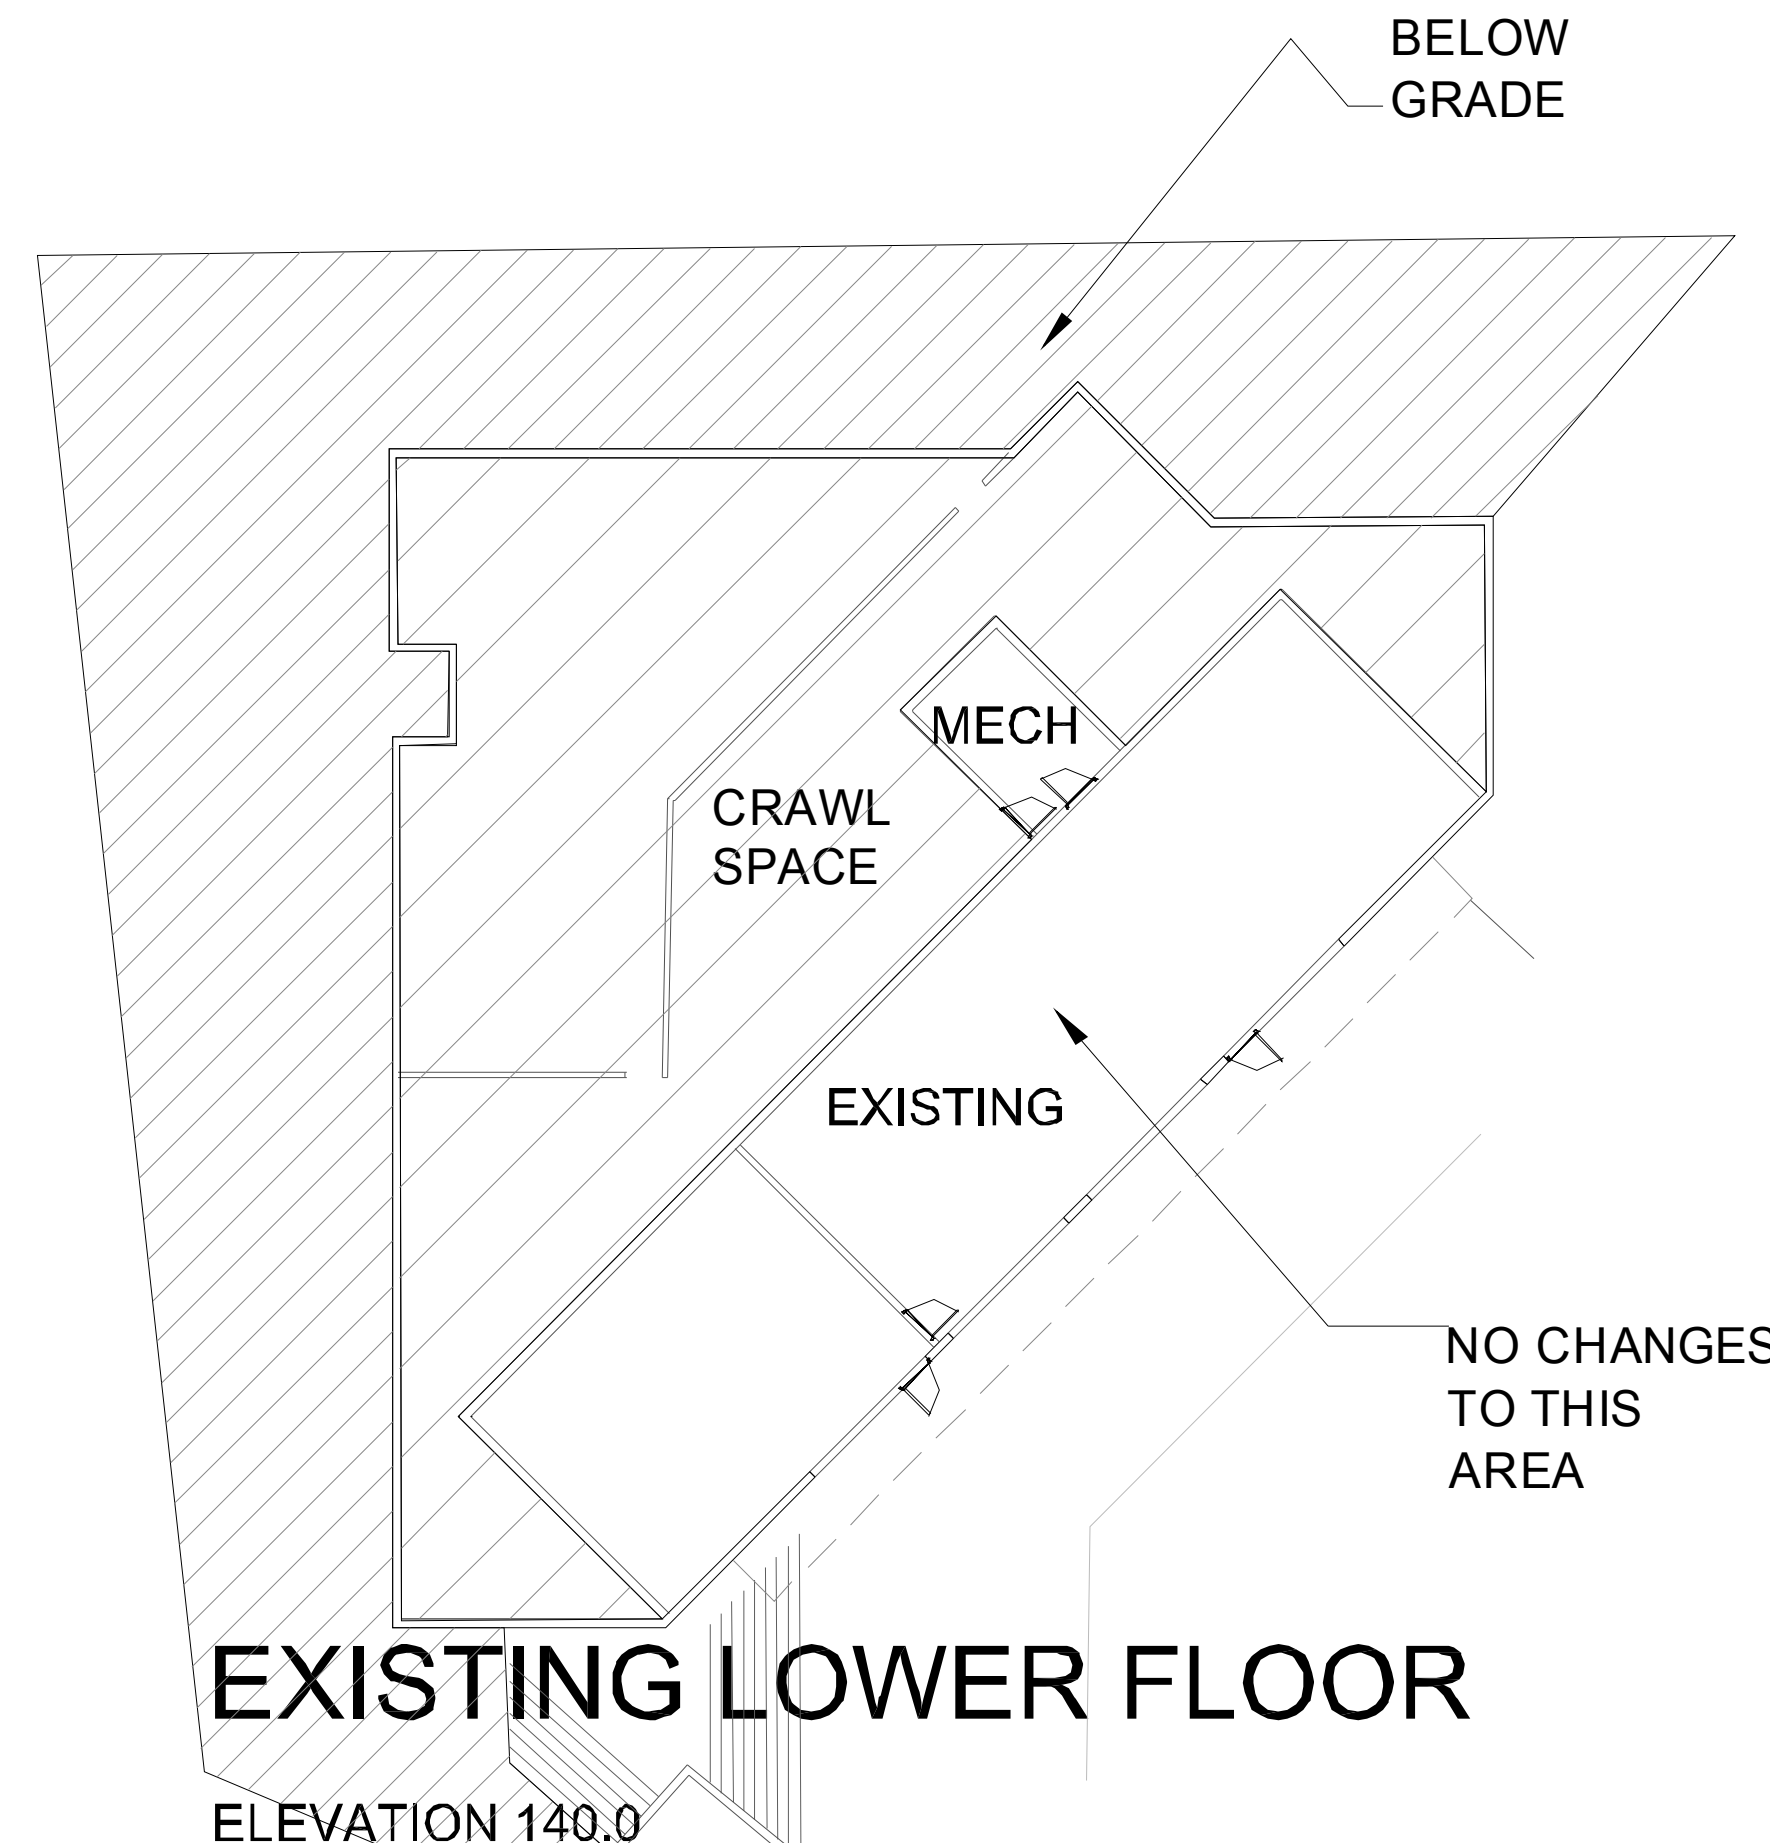 BELOW
GRADE
MECH
CRAWL
SPACE
EXISTING
NO CHANGES
TO THIS
AREA
EXISTING LOWER FLOOR
ELEVATION 140.0